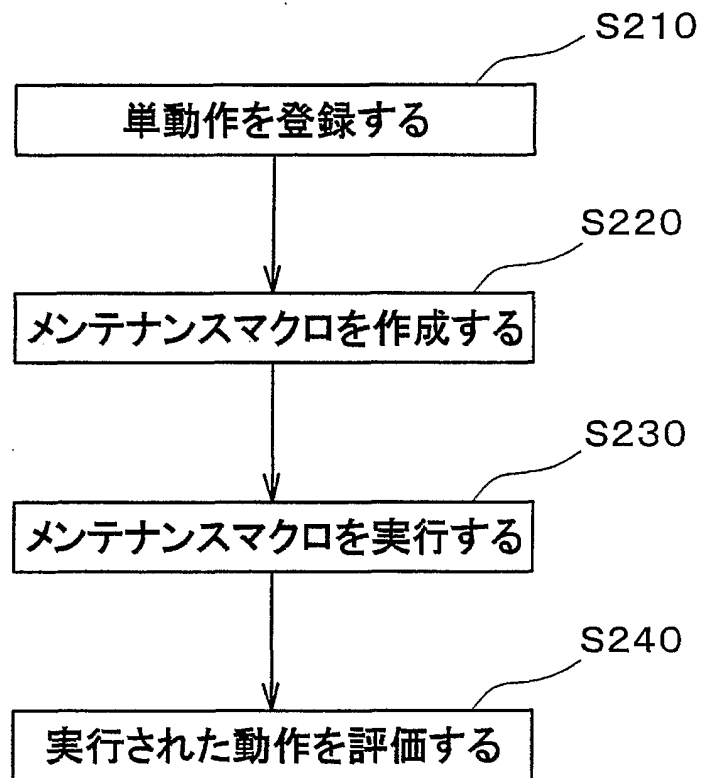 S210
単動作を登録する
S220
メンテナンスマクロを作成する
S230
メンテナンスマクロを実行する
S240
実行された動作を評価する